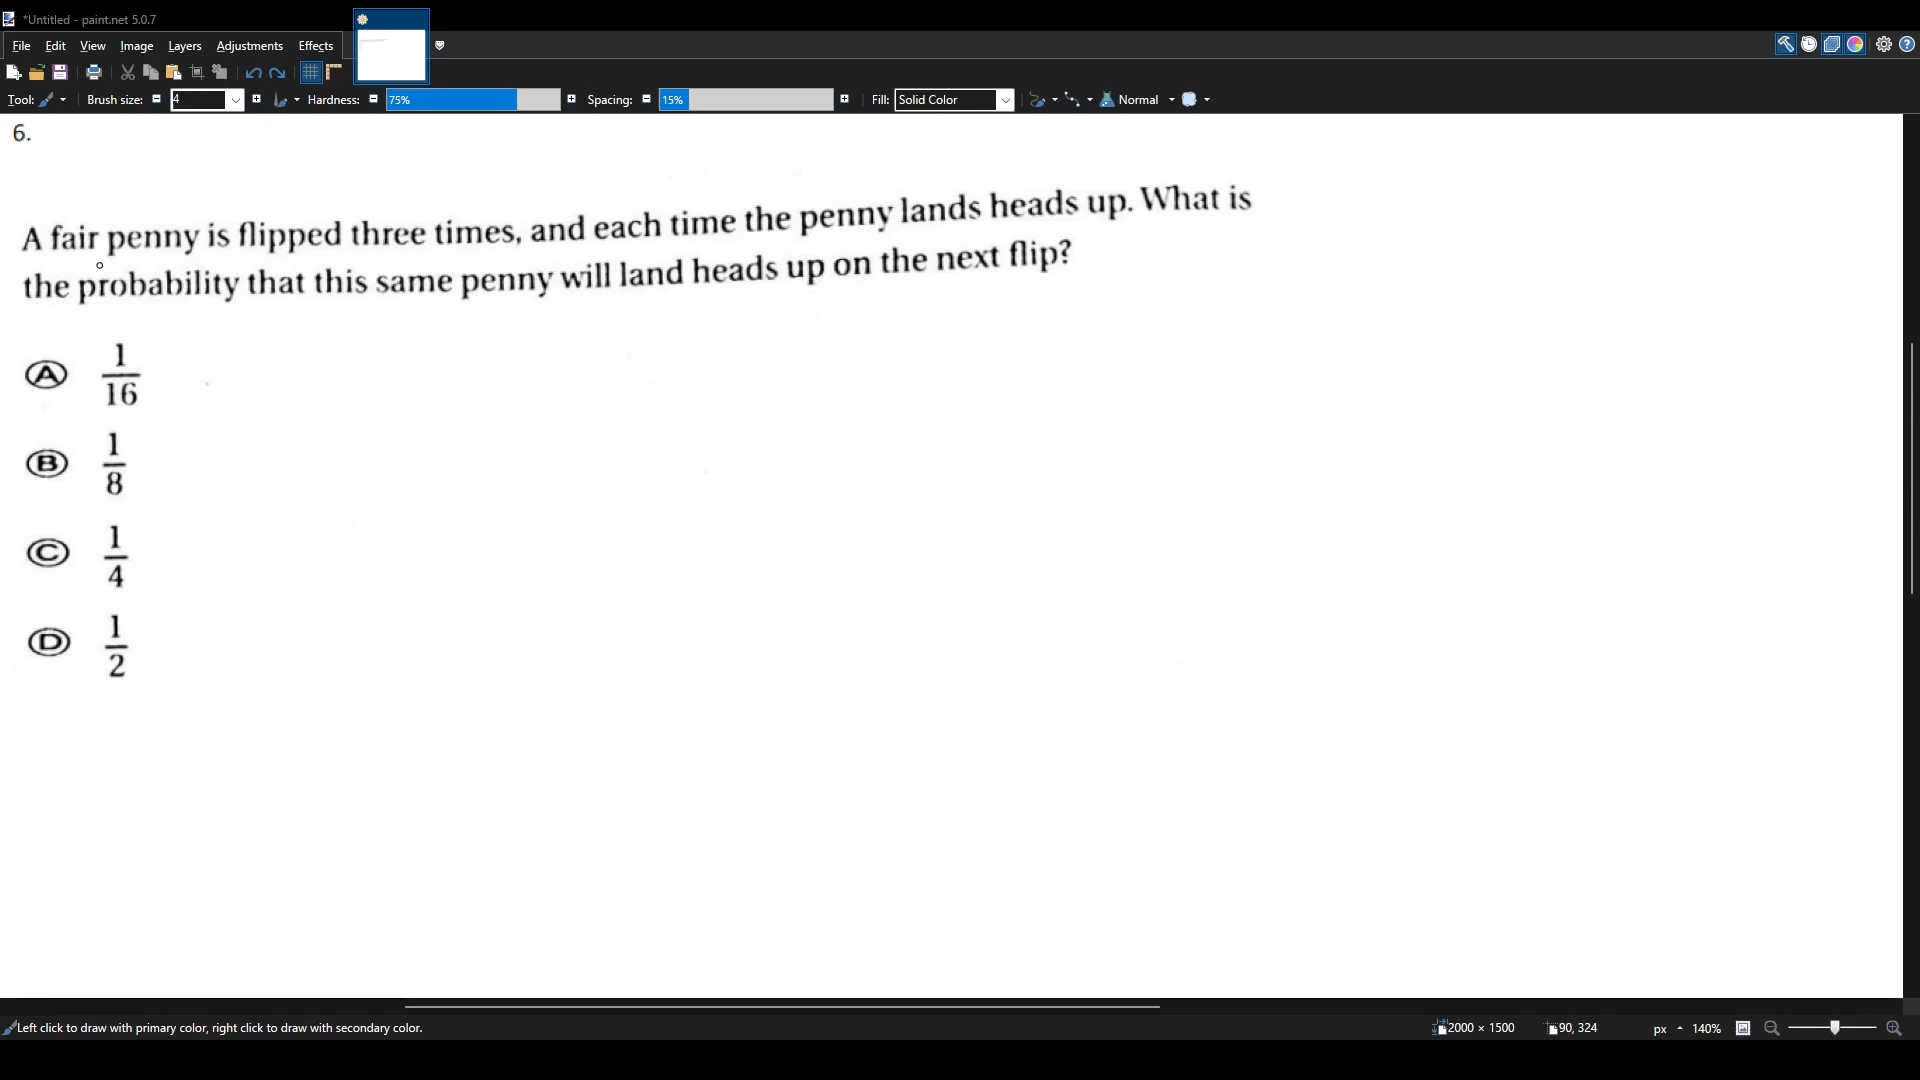 *Untitled - paint.net 5.0.7
File Edit View Image Layers Adjustments Effects
Tool: Brush size: 4 Hardness: 75% Spacing: 15% Fill: Solid Color Normal
6.
A fair penny is flipped three times, and each time the penny lands heads up. What is
the probability that this same penny will land heads up on the next flip?
A 1/16
B 1/8
C 1/4
D 1/2
Left click to draw with primary color, right click to draw with secondary color. 2000 × 1500 90, 324 px 140%